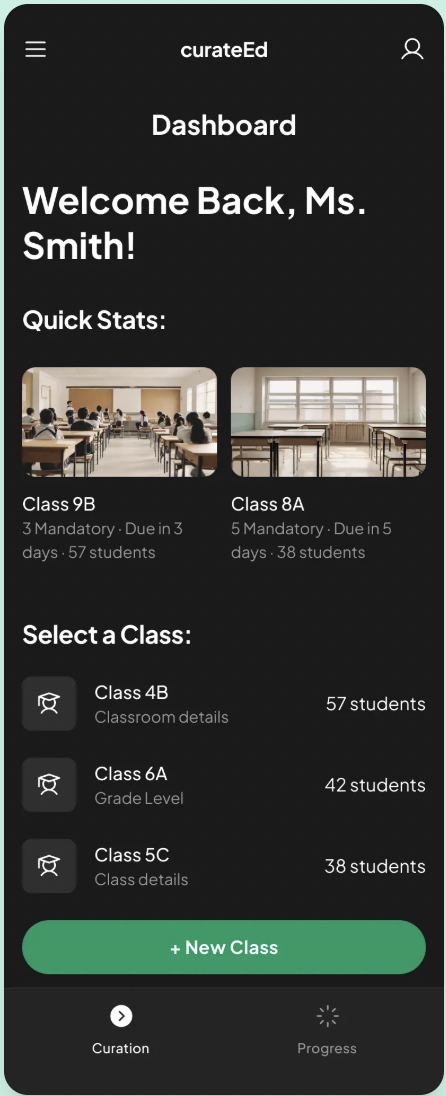 curateEd
Dashboard
Welcome Back, Ms.
Smith!
Quick Stats:
Class 9B
3 Mandatory · Due in 3
days · 57 students
Class 8A
5 Mandatory · Due in 5
days · 38 students
Select a Class:
Class 4B
Classroom details
57 students
Class 6A
Grade Level
42 students
Class 5C
Class details
38 students
+ New Class
Curation
Progress